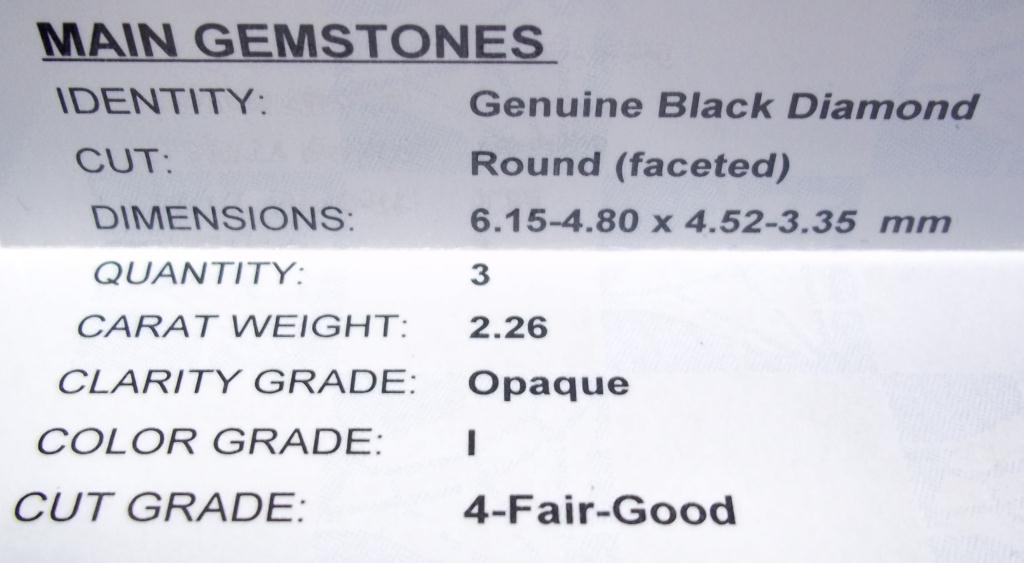 MAIN GEMSTONES
IDENTITY: Genuine Black Diamond
CUT: Round (faceted)
DIMENSIONS: 6.15-4.80 x 4.52-3.35 mm
QUANTITY: 3
CARAT WEIGHT: 2.26
CLARITY GRADE: Opaque
COLOR GRADE: I
CUT GRADE: 4-Fair-Good